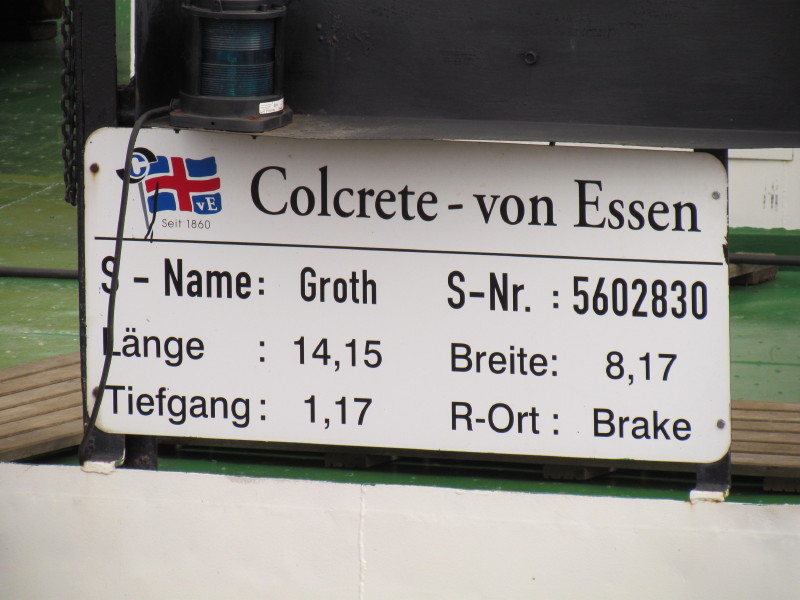 C
vE
Seit 1860
Colcrete - von Essen
S - Name: Groth S-Nr. : 5602830
Länge : 14,15 Breite: 8,17
Tiefgang: 1,17 R-Ort : Brake